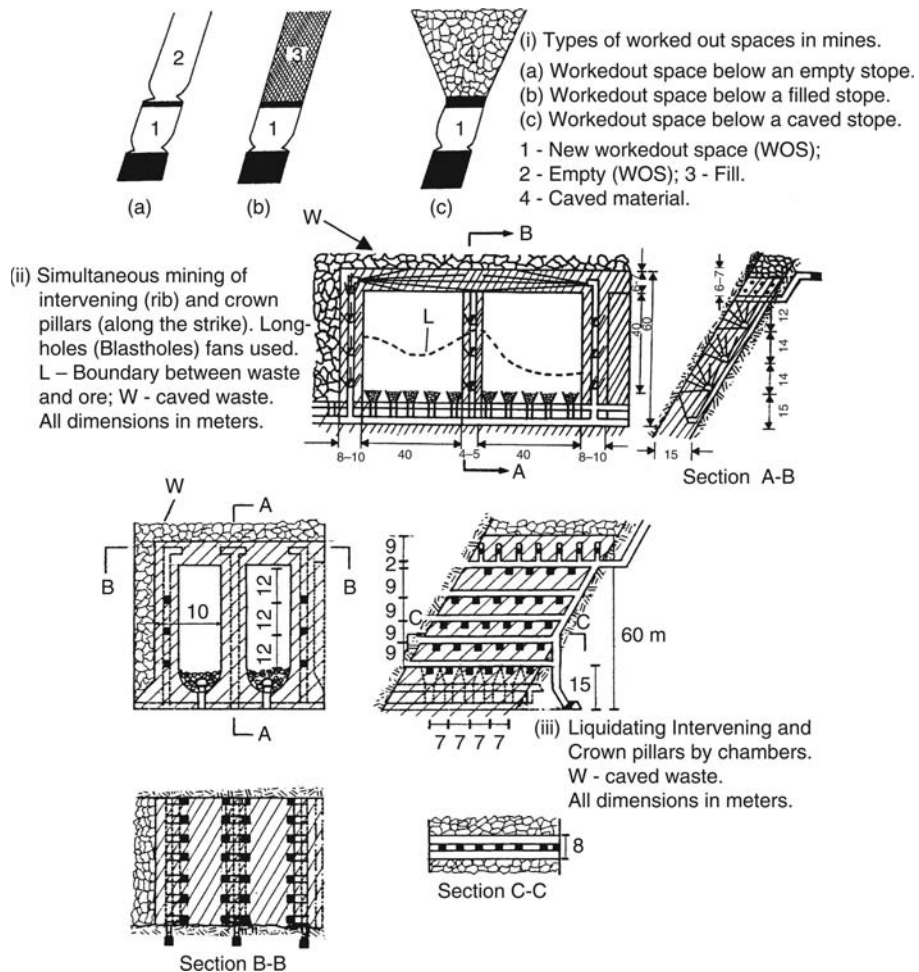 2
3
4
1
1
1
(a)
(b)
(c)
(i) Types of worked out spaces in mines.
(a) Workedout space below an empty stope.
(b) Workedout space below a filled stope.
(c) Workedout space below a caved stope.
1 - New workedout space (WOS);
2 - Empty (WOS); 3 - Fill.
4 - Caved material.
(ii) Simultaneous mining of
intervening (rib) and crown
pillars (along the strike). Long-
holes (Blastholes) fans used.
L – Boundary between waste
and ore; W - caved waste.
All dimensions in meters.
W
B
L
40
60
8–10
40
4–5
40
8–10
A
6–7
12
14
14
15
15
Section A-B
W
A
B
B
10
12
12
12
A
9
2
9
9
9
C
C
60 m
15
7 7 7 7
(iii) Liquidating Intervening and
Crown pillars by chambers.
W - caved waste.
All dimensions in meters.
Section B-B
8
Section C-C